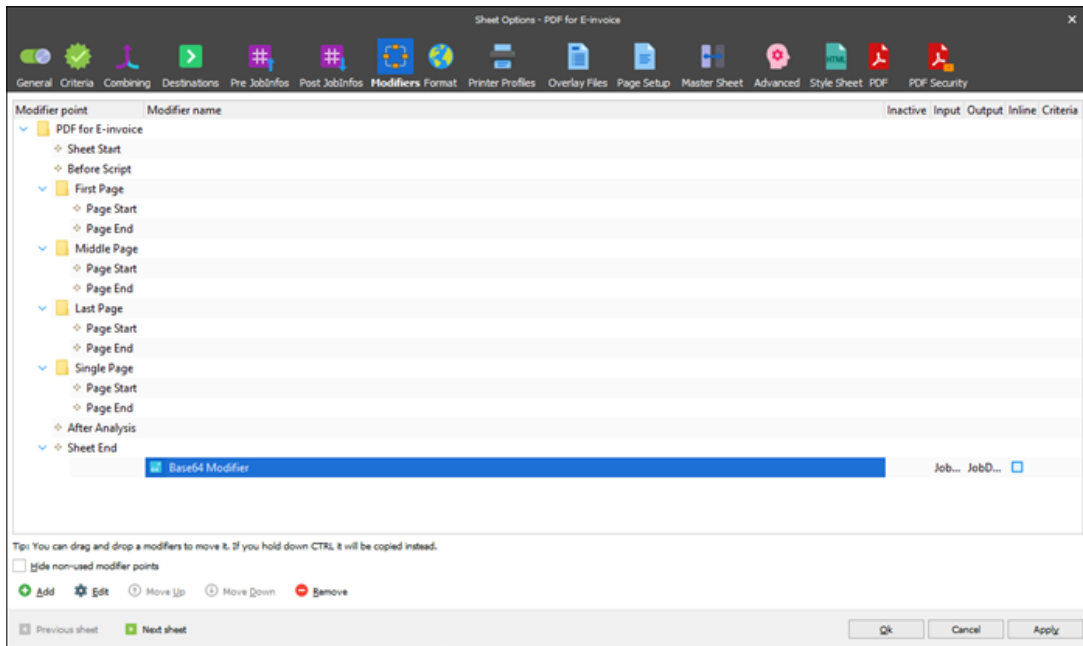 Sheet Options - PDF for E-invoice
General Criteria Combining Destinations Pre JobInfos Post JobInfos Modifiers Format Printer Profiles Overlay Files Page Setup Master Sheet Advanced Style Sheet PDF PDF Security
Modifier point Modifier name Inactive Input Output Inline Criteria
PDF for E-invoice
Sheet Start
Before Script
First Page
Page Start
Page End
Middle Page
Page Start
Page End
Last Page
Page Start
Page End
Single Page
Page Start
Page End
After Analysis
Sheet End
Base64 Modifier Job... JobD...
Tip: You can drag and drop a modifiers to move it. If you hold down CTRL it will be copied instead.
Hide non-used modifier points
Add Edit Move Up Move Down Remove
Previous sheet Next sheet Ok Cancel Apply